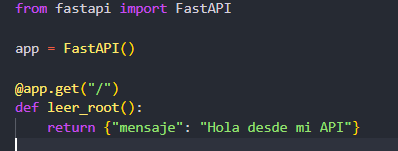 from fastapi import FastAPI
app = FastAPI()
@app.get("/")
def leer_root():
    return {"mensaje": "Hola desde mi API"}